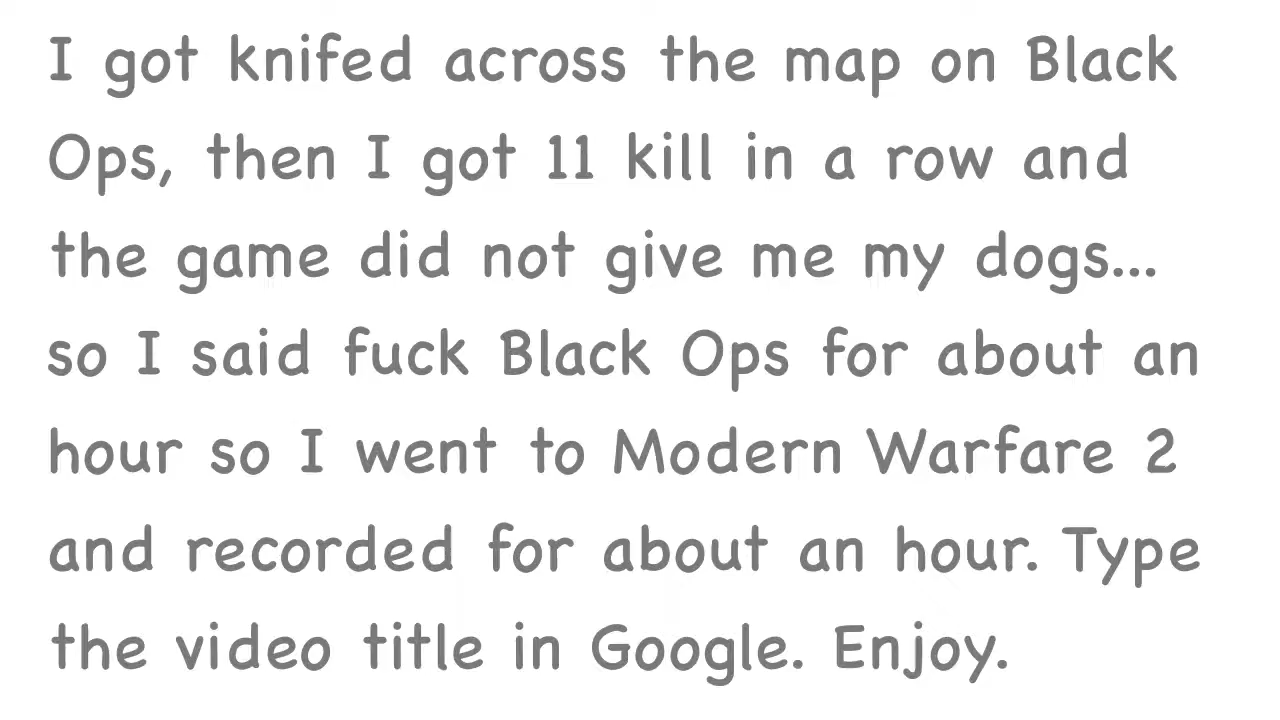 I got knifed across the map on Black
Ops, then I got 11 kill in a row and
the game did not give me my dogs...
so I said fuck Black Ops for about an
hour so I went to Modern Warfare 2
and recorded for about an hour. Type
the video title in Google. Enjoy.